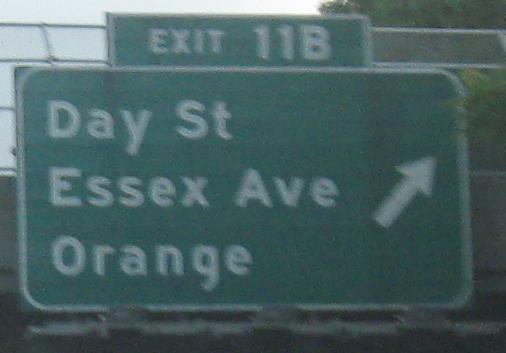 EXIT 11B
Day St
Essex Ave
Orange